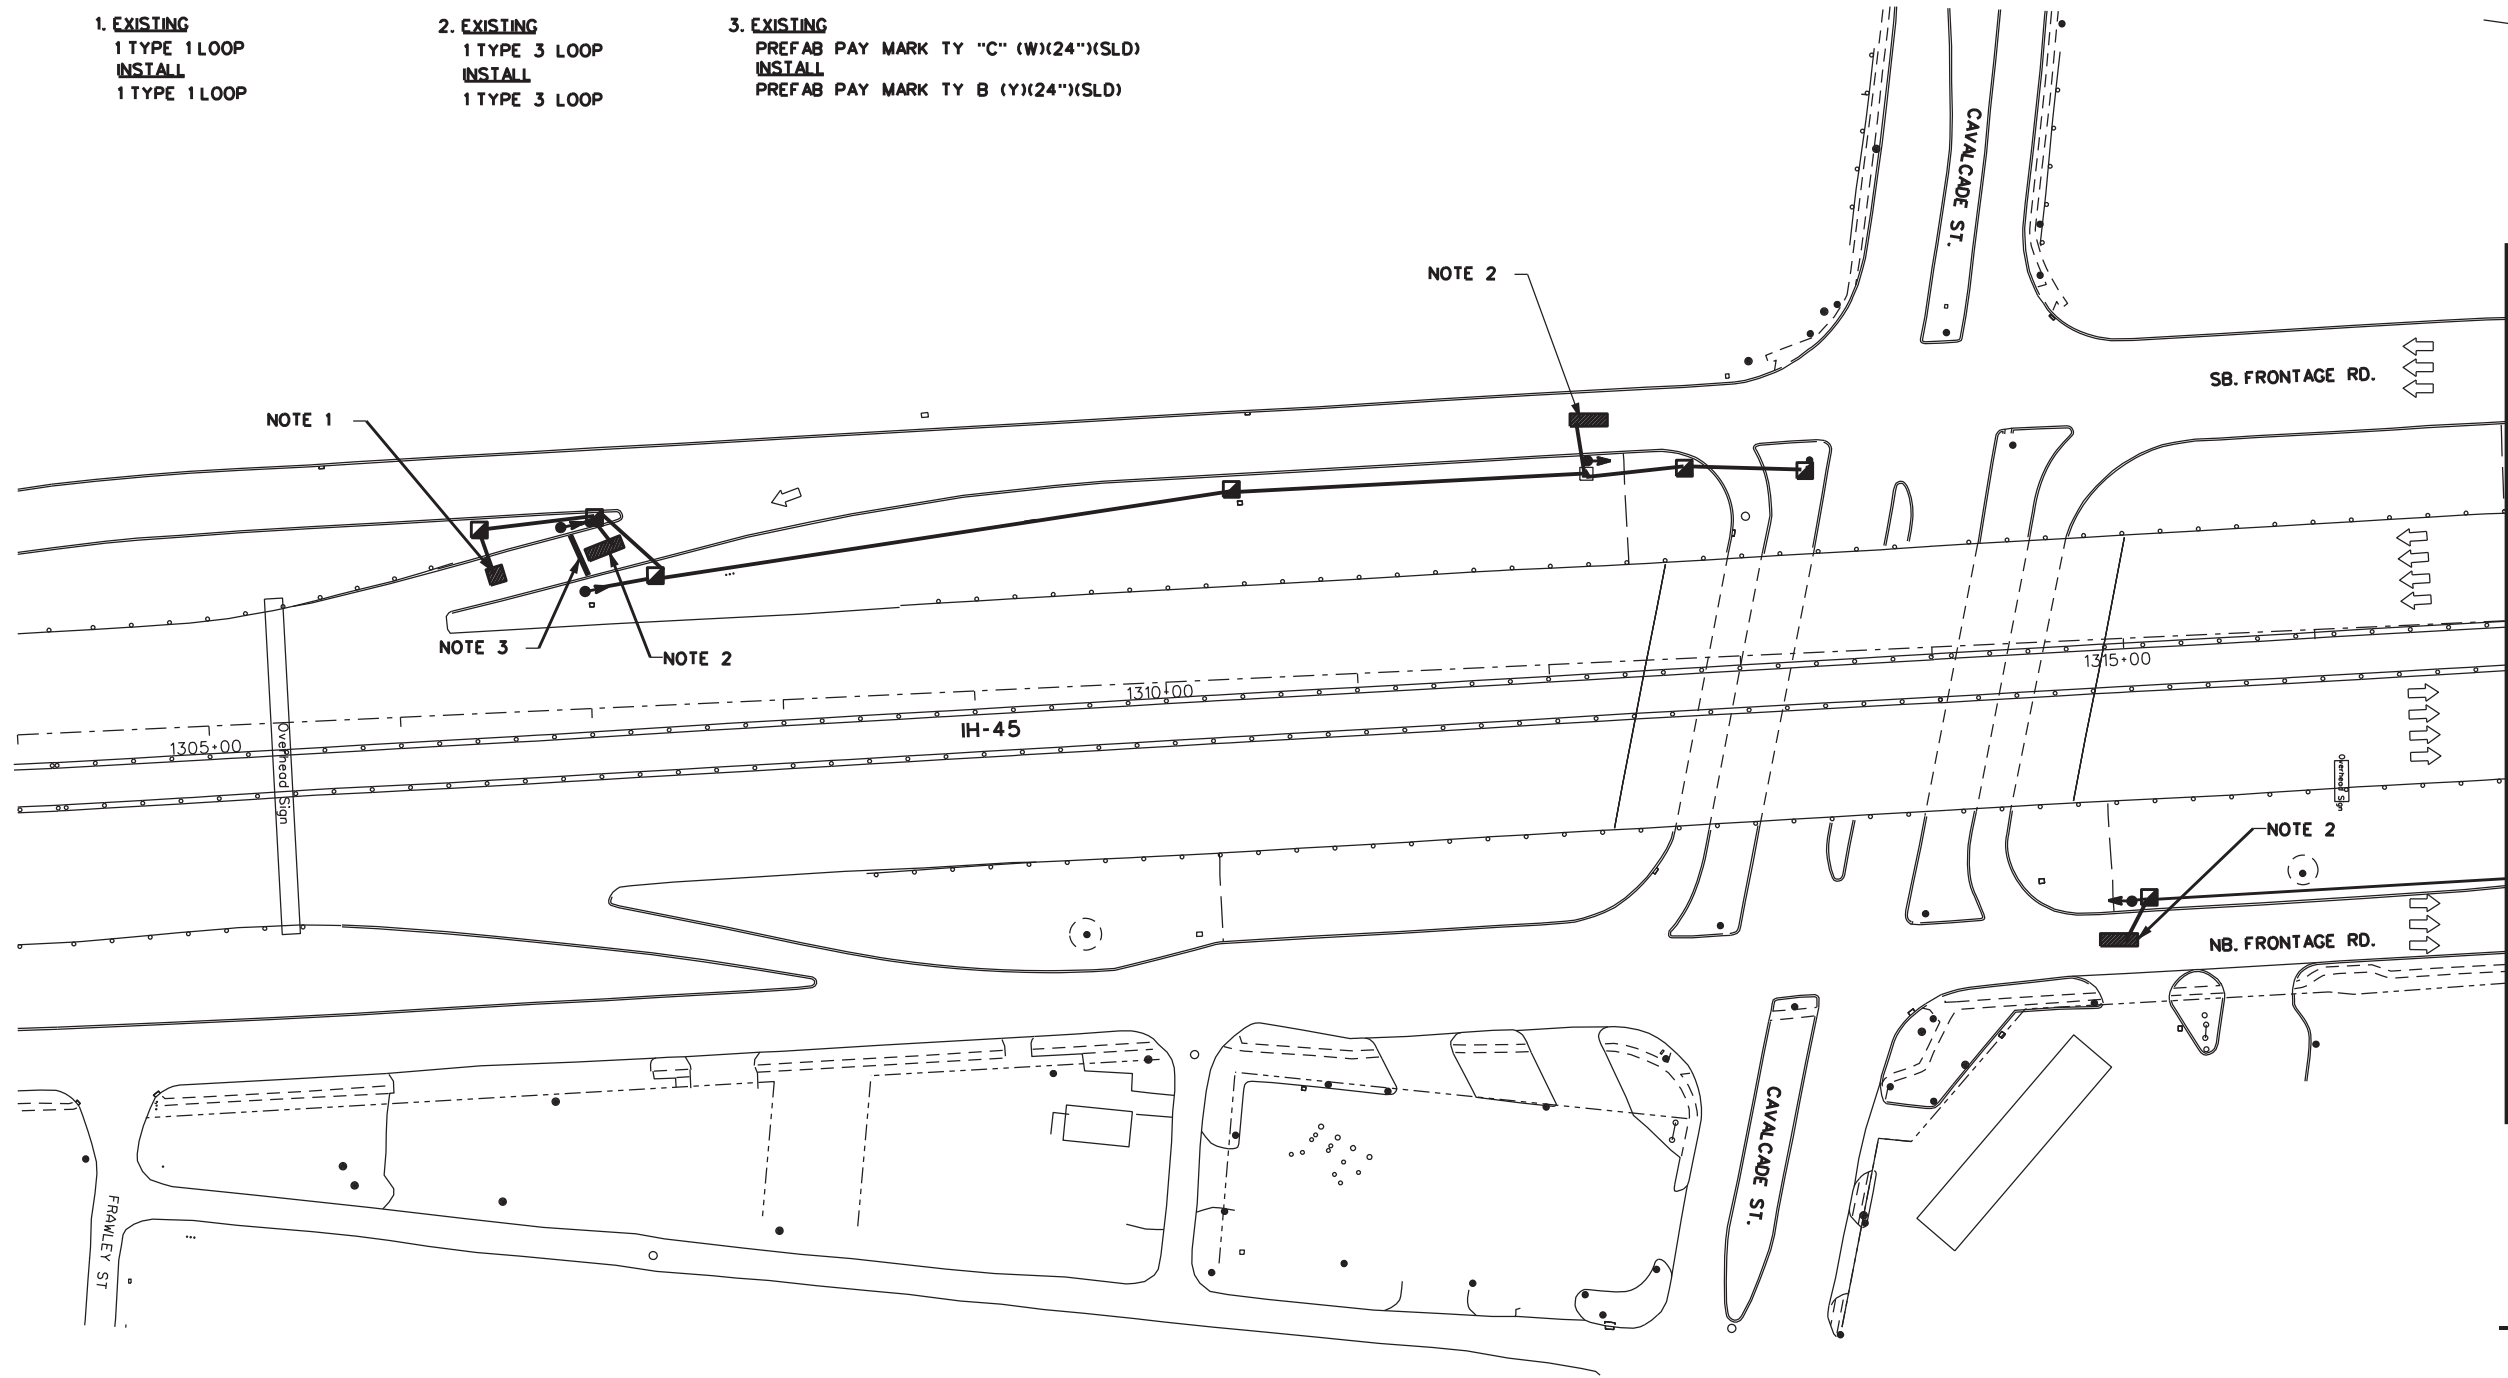 1. EXISTING
1 TYPE 1 LOOP
INSTALL
1 TYPE 1 LOOP
2. EXISTING
1 TYPE 3 LOOP
INSTALL
1 TYPE 3 LOOP
3. EXISTING
PREFAB PAY MARK TY "C" (W)(24")(SLD)
INSTALL
PREFAB PAY MARK TY B (Y)(24")(SLD)
CAVALCADE ST.
NOTE 2
SB. FRONTAGE RD.
NOTE 1
NOTE 3
NOTE 2
1315+00
1310+00
IH-45
1305+00
Overhead Sign
Overhead Sign
NOTE 2
NB. FRONTAGE RD.
CAVALCADE ST.
FRAWLEY ST